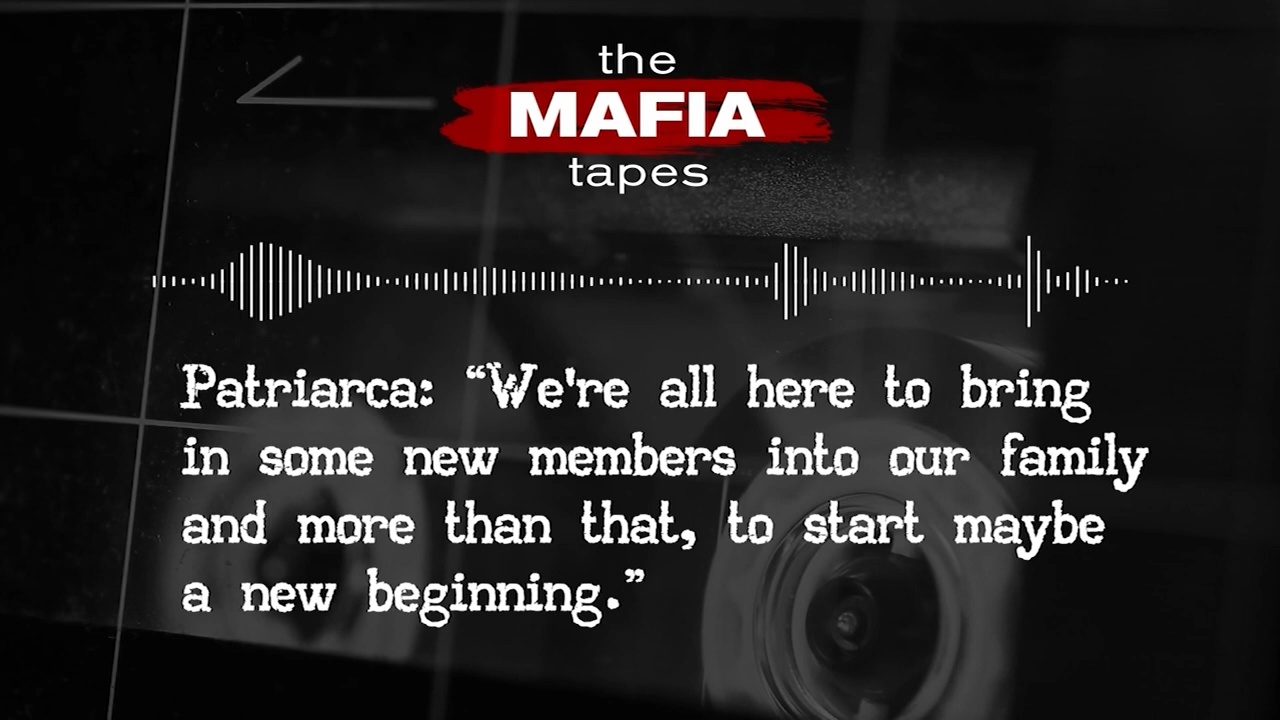 the
MAFIA
tapes
Patriarca: “We're all here to bring
in some new members into our family
and more than that, to start maybe
a new beginning.”